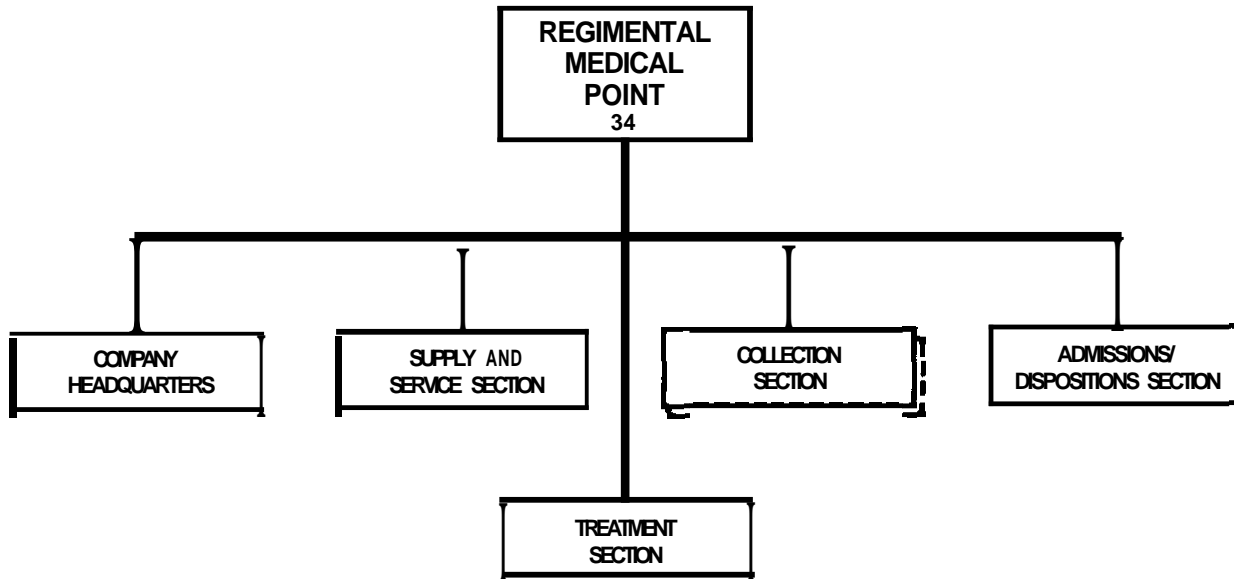 REGIMENTAL
MEDICAL
POINT
34
COMPANY
HEADQUARTERS
SUPPLY AND
SERVICE SECTION
COLLECTION
SECTION
ADMISSIONS/
DISPOSITIONS SECTION
TREATMENT
SECTION